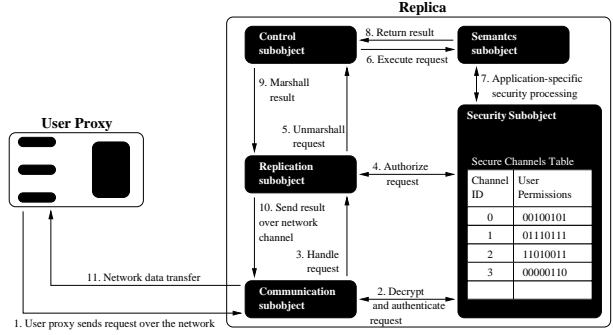 Replica
Control
subobject
8. Return result
6. Execute request
Semantcs
subobject
7. Application-specific
security processing
9. Marshall
result
5. Unmarshall
request
User Proxy
Security Subobject
Replication
subobject
4. Authorize
request
Secure Channels Table
Channel
ID
User
Permissions
0 00100101
1 01110111
2 11010011
3 00000110
10. Send result
over network
channel
3. Handle
request
11. Network data transfer
Communication
subobject
2. Decrypt
and authenticate
request
1. User proxy sends request over the network